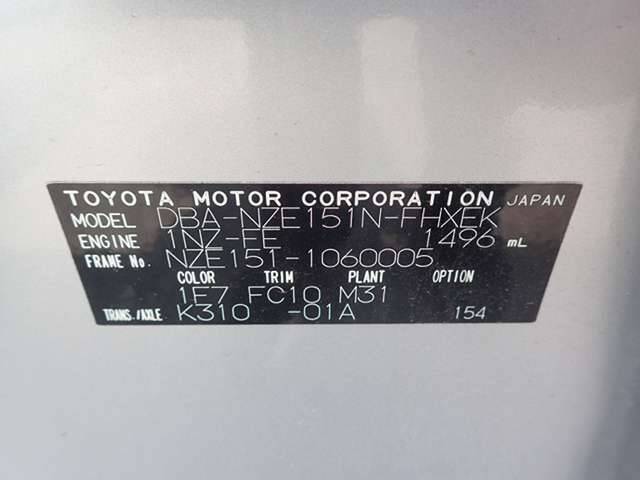 TOYOTA MOTOR CORPORATION JAPAN
MODEL DBA-NZE151N-FHXEK
ENGINE 1NZ-FE 1496 mL
FRAME No. NZE151-1060005
COLOR TRIM PLANT OPTION
1E7 FC10 M31
TRANS./AXLE K310 -01A 154